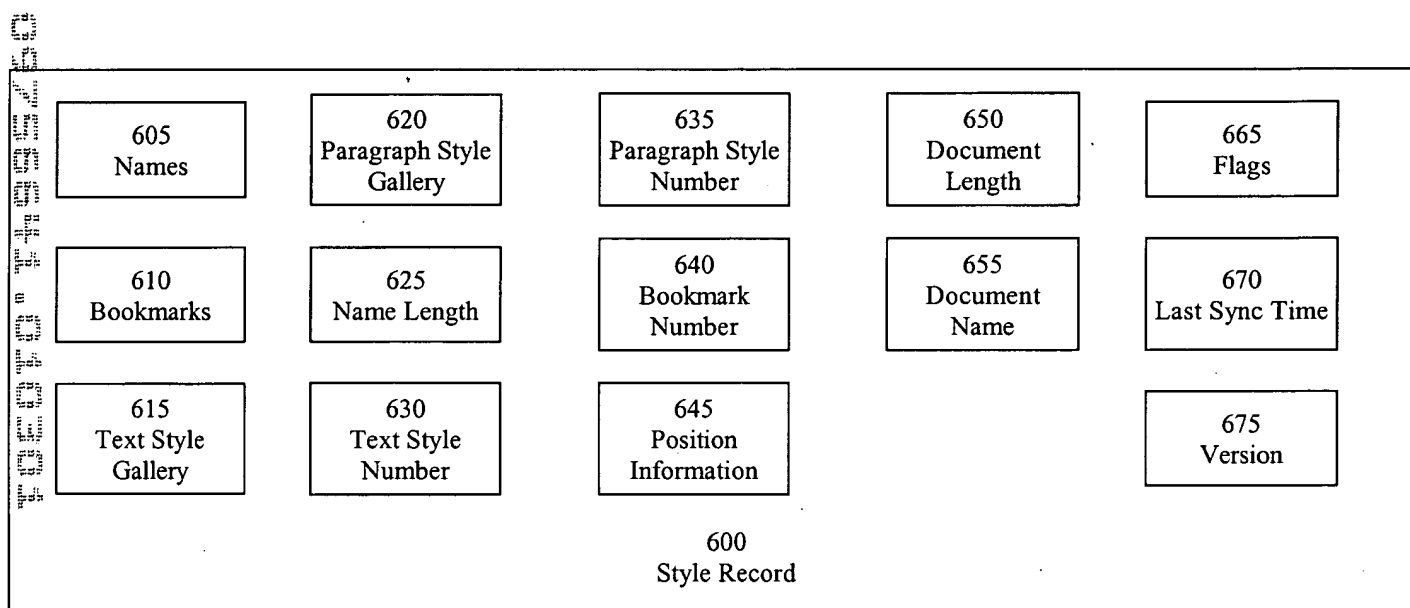 605
Names
620
Paragraph Style
Gallery
635
Paragraph Style
Number
650
Document
Length
665
Flags
610
Bookmarks
625
Name Length
640
Bookmark
Number
655
Document
Name
670
Last Sync Time
615
Text Style
Gallery
630
Text Style
Number
645
Position
Information
675
Version
600
Style Record